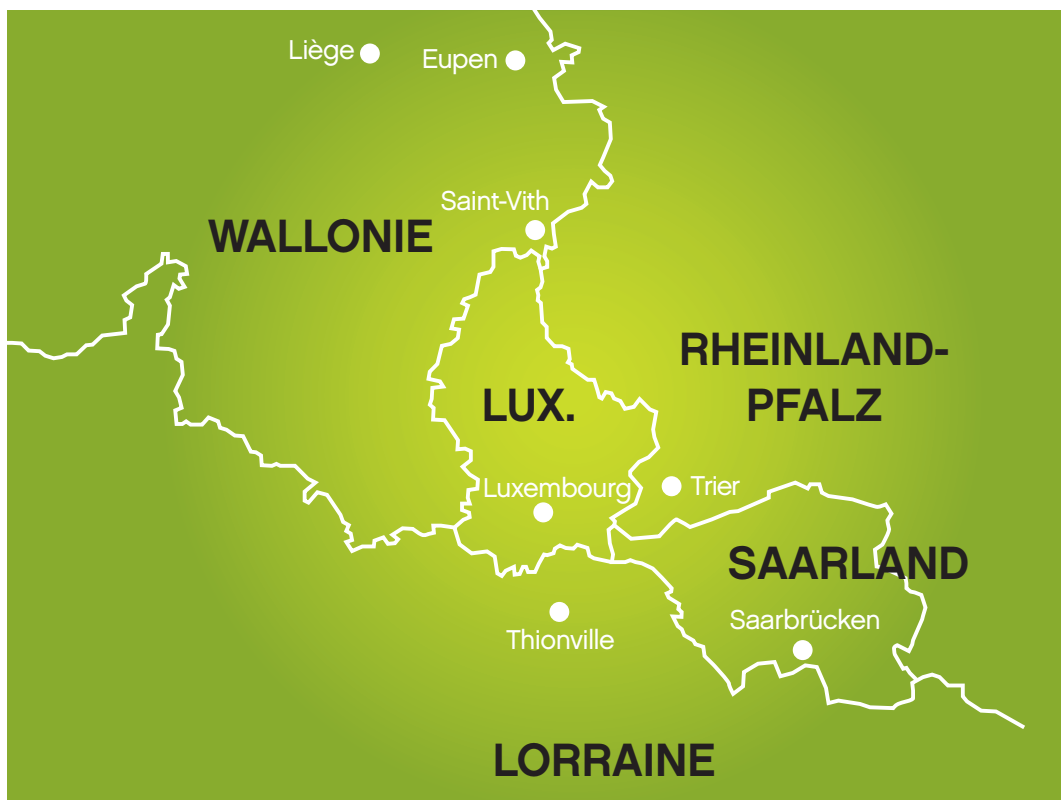 Liège
Eupen
Saint-Vith
WALLONIE
RHEINLAND-
PFALZ
LUX.
Luxembourg
Trier
SAARLAND
Saarbrücken
Thionville
LORRAINE